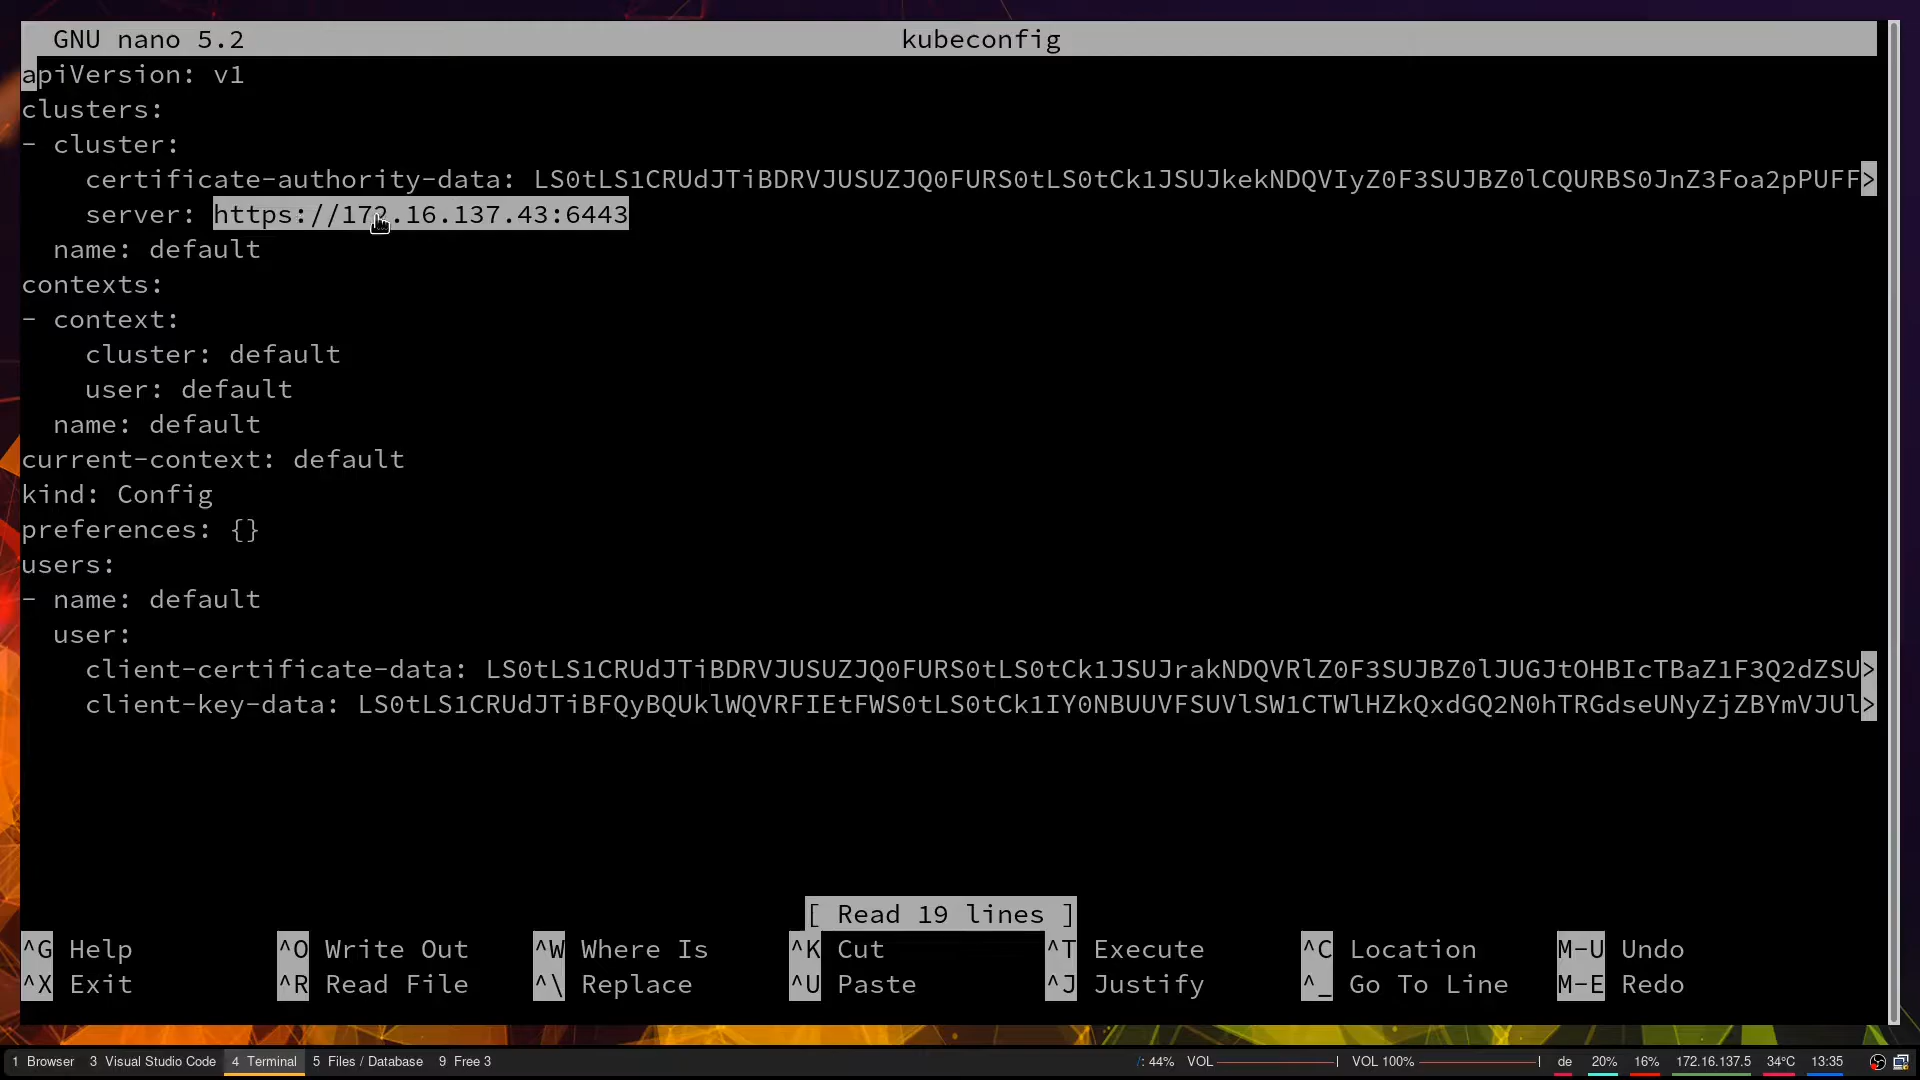 GNU nano 5.2 kubeconfig
apiVersion: v1
clusters:
- cluster:
certificate-authority-data: LS0tLS1CRUdJTiBDRVJUSUZJQ0FURS0tLS0tCk1JSUJkekNDQVIyZ0F3SUJBZ0lCQURBS0JnZ3Foa2pPUFF>
server: https://172.16.137.43:6443
name: default
contexts:
- context:
cluster: default
user: default
name: default
current-context: default
kind: Config
preferences: {}
users:
- name: default
user:
client-certificate-data: LS0tLS1CRUdJTiBDRVJUSUZJQ0FURS0tLS0tCk1JSUJrakNDQVRlZ0F3SUJBZ0lJUGJtOHBIcTBaZ1F3Q2dZSU>
client-key-data: LS0tLS1CRUdJTiBFQyBQUklWQVRFIEtFWS0tLS0tCk1IY0NBUUVFSUVlSW1CTWlHZkQxdGQ2N0hTRGdseUNyZjZBYmVJUl>
[ Read 19 lines ]
^G Help ^O Write Out ^W Where Is ^K Cut ^T Execute ^C Location M-U Undo
^X Exit ^R Read File ^\ Replace ^U Paste ^J Justify ^_ Go To Line M-E Redo
1 Browser 3 Visual Studio Code 4 Terminal 5 Files / Database 9 Free 3 /: 44% VOL VOL 100% de 20% 16% 172.16.137.5 34°C 13:35